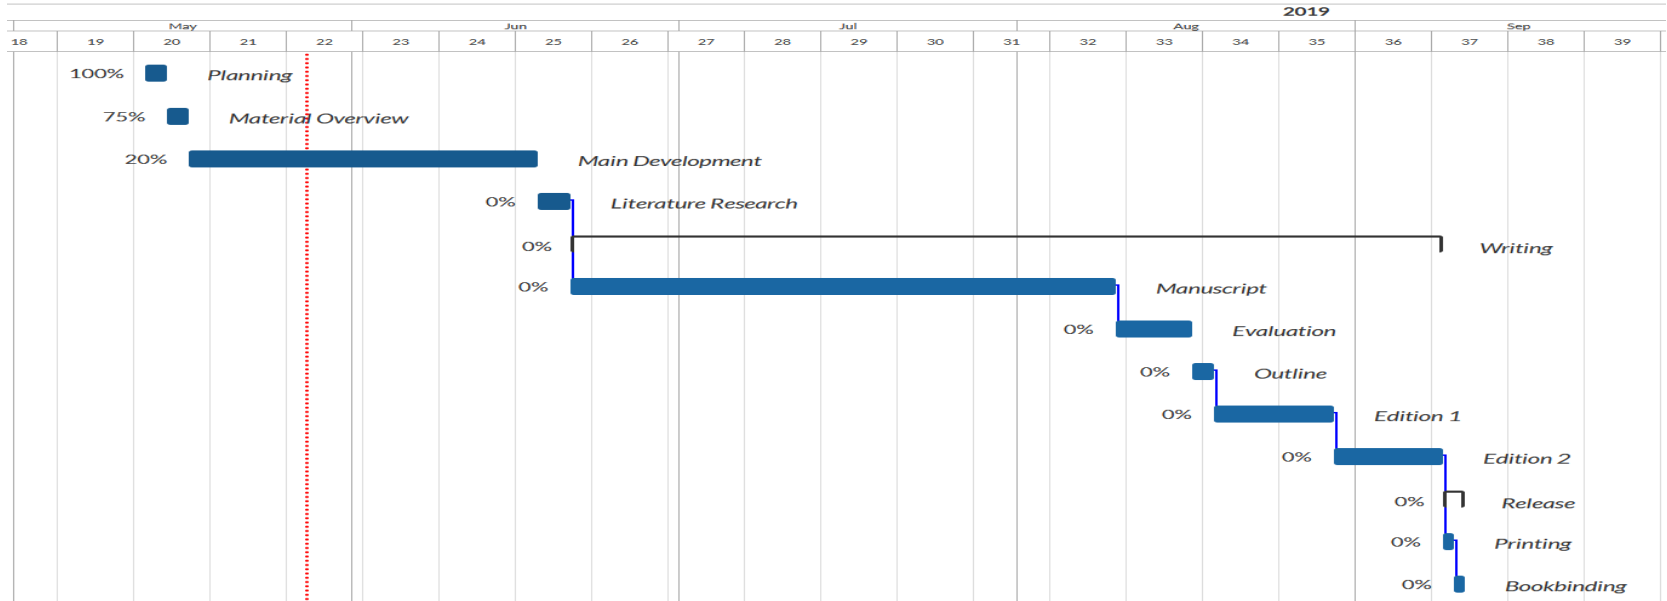 2019
May Jun Jul Aug Sep
18 19 20 21 22 23 24 25 26 27 28 29 30 31 32 33 34 35 36 37 38 39
100% Planning
75% Material Overview
20% Main Development
0% Literature Research
0% Writing
0% Manuscript
0% Evaluation
0% Outline
0% Edition 1
0% Edition 2
0% Release
0% Printing
0% Bookbinding